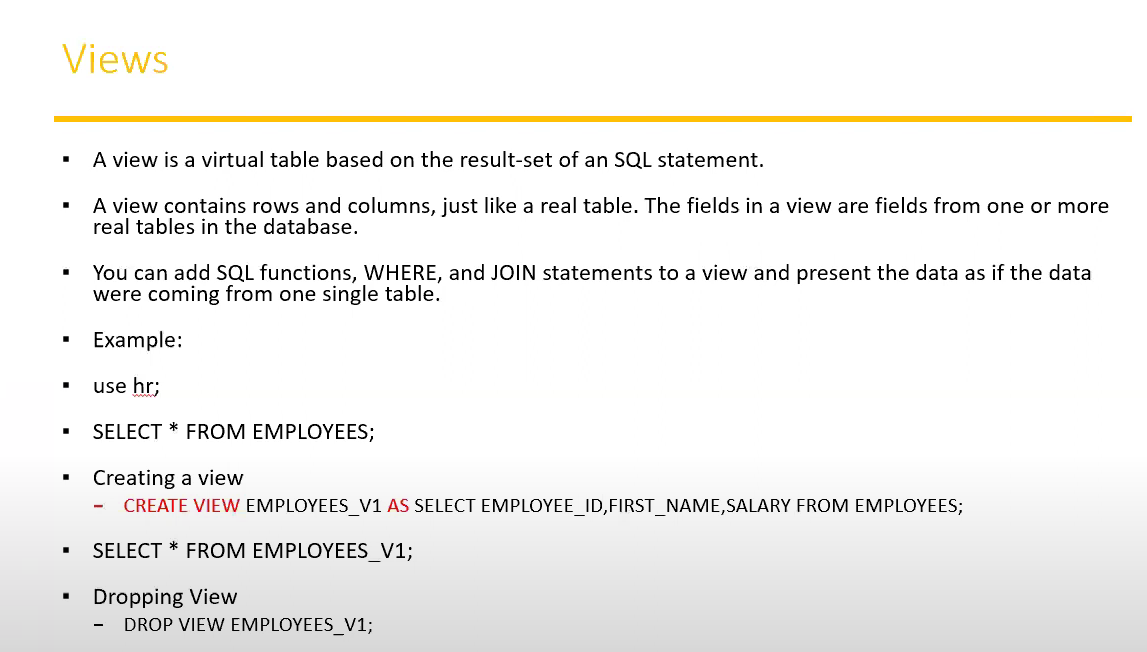 Views
▪ A view is a virtual table based on the result-set of an SQL statement.
▪ A view contains rows and columns, just like a real table. The fields in a view are fields from one or more
real tables in the database.
▪ You can add SQL functions, WHERE, and JOIN statements to a view and present the data as if the data
were coming from one single table.
▪ Example:
▪ use hr;
▪ SELECT * FROM EMPLOYEES;
▪ Creating a view
– CREATE VIEW EMPLOYEES_V1 AS SELECT EMPLOYEE_ID,FIRST_NAME,SALARY FROM EMPLOYEES;
▪ SELECT * FROM EMPLOYEES_V1;
▪ Dropping View
– DROP VIEW EMPLOYEES_V1;